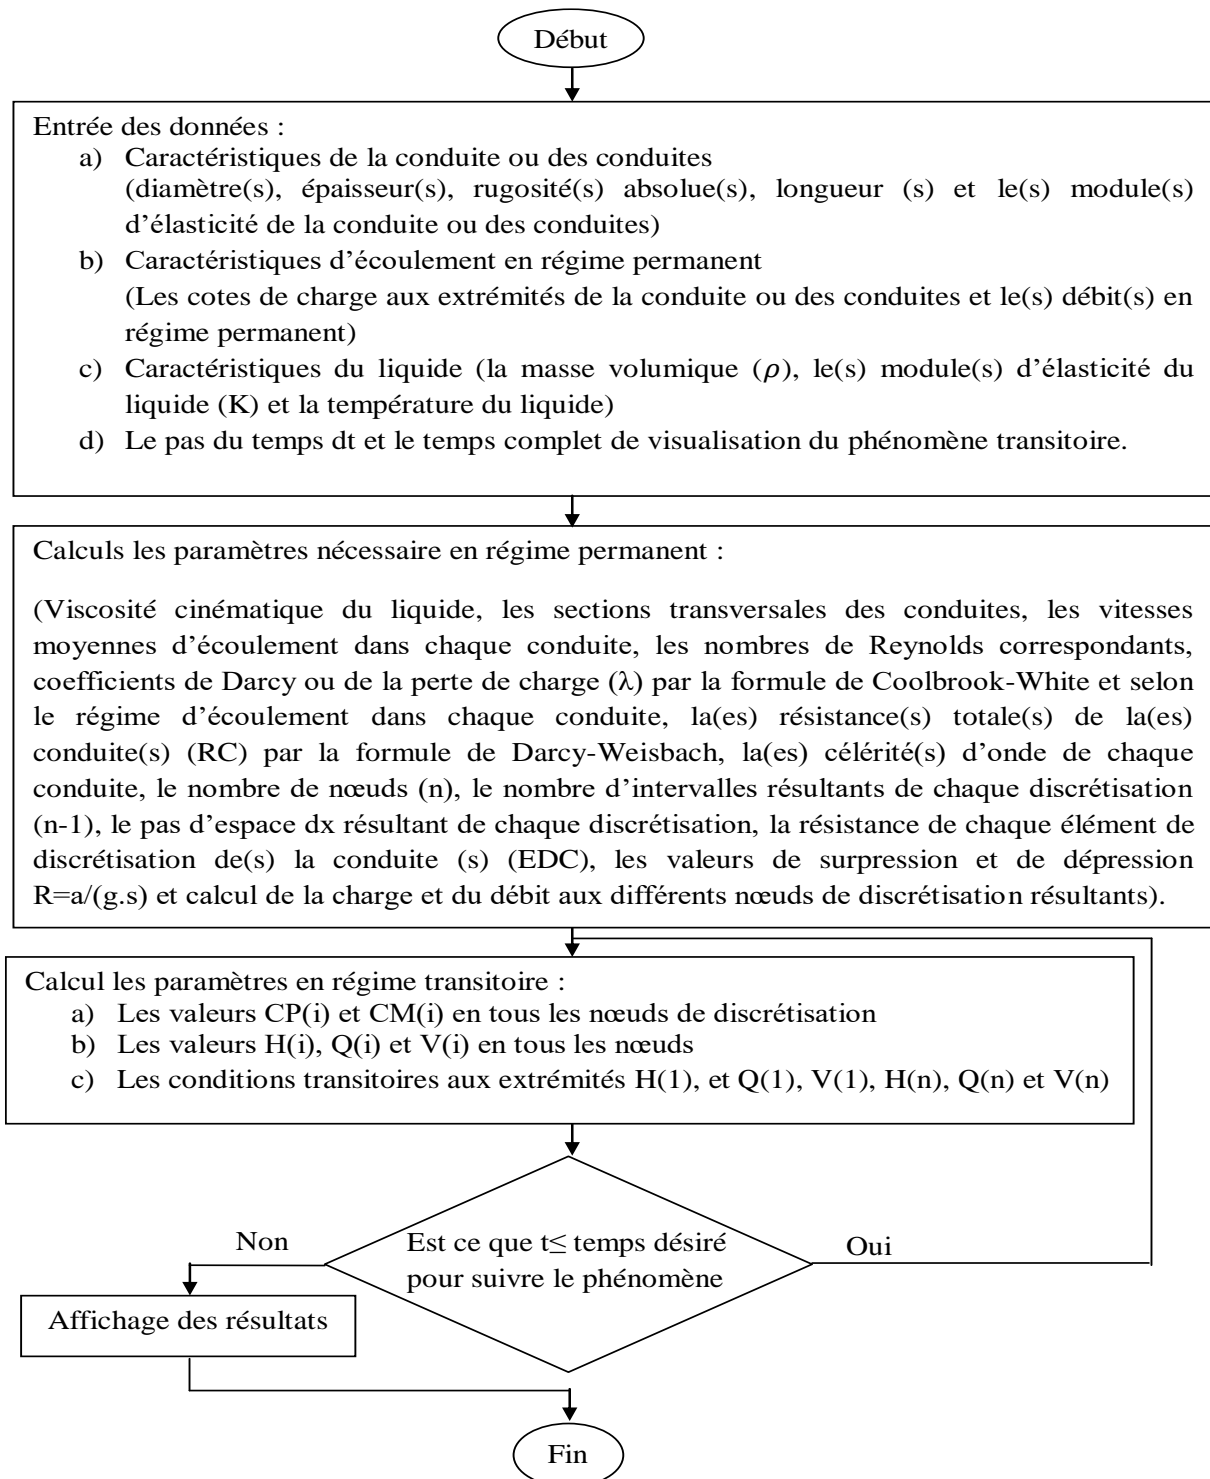 Début
Entrée des données :
a) Caractéristiques de la conduite ou des conduites
(diamètre(s), épaisseur(s), rugosité(s) absolue(s), longueur (s) et le(s) module(s)
d’élasticité de la conduite ou des conduites)
b) Caractéristiques d’écoulement en régime permanent
(Les cotes de charge aux extrémités de la conduite ou des conduites et le(s) débit(s) en
régime permanent)
c) Caractéristiques du liquide (la masse volumique (ρ), le(s) module(s) d’élasticité du
liquide (K) et la température du liquide)
d) Le pas du temps dt et le temps complet de visualisation du phénomène transitoire.
Calculs les paramètres nécessaire en régime permanent :
(Viscosité cinématique du liquide, les sections transversales des conduites, les vitesses
moyennes d’écoulement dans chaque conduite, les nombres de Reynolds correspondants,
coefficients de Darcy ou de la perte de charge (λ) par la formule de Coolbrook-White et selon
le régime d’écoulement dans chaque conduite, la(es) résistance(s) totale(s) de la(es)
conduite(s) (RC) par la formule de Darcy-Weisbach, la(es) célérité(s) d’onde de chaque
conduite, le nombre de nœuds (n), le nombre d’intervalles résultants de chaque discrétisation
(n-1), le pas d’espace dx résultant de chaque discrétisation, la résistance de chaque élément de
discrétisation de(s) la conduite (s) (EDC), les valeurs de surpression et de dépression
R=a/(g.s) et calcul de la charge et du débit aux différents nœuds de discrétisation résultants).
Calcul les paramètres en régime transitoire :
a) Les valeurs CP(i) et CM(i) en tous les nœuds de discrétisation
b) Les valeurs H(i), Q(i) et V(i) en tous les nœuds
c) Les conditions transitoires aux extrémités H(1), et Q(1), V(1), H(n), Q(n) et V(n)
Non
Est ce que t≤ temps désiré
pour suivre le phénomène
Oui
Affichage des résultats
Fin